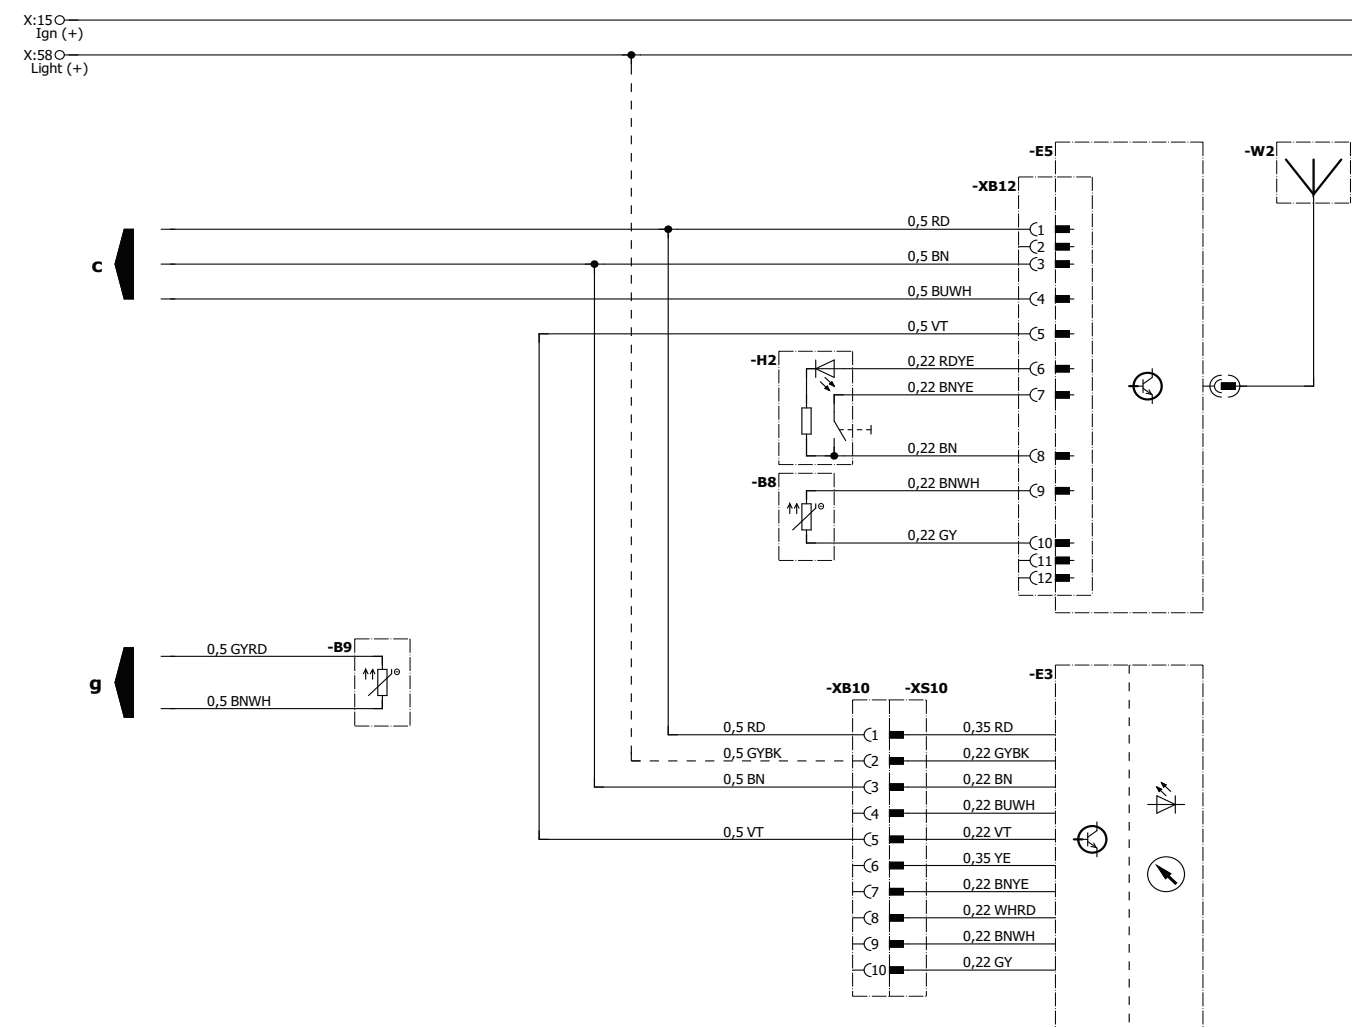 X:15
Ign (+)
X:58
Light (+)
-E5
-W2
-XB12
c
0,5 RD
1
2
0,5 BN
3
0,5 BUWH
4
0,5 VT
5
-H2
0,22 RDYE
6
0,22 BNYE
7
0,22 BN
8
-B8
0,22 BNWH
9
0,22 GY
10
11
12
g
0,5 GYRD
-B9
0,5 BNWH
-E3
-XB10
-XS10
0,5 RD
1
0,35 RD
0,5 GYBK
2
0,22 GYBK
0,5 BN
3
0,22 BN
4
0,22 BUWH
0,5 VT
5
0,22 VT
6
0,35 YE
7
0,22 BNYE
8
0,22 WHRD
9
0,22 BNWH
10
0,22 GY